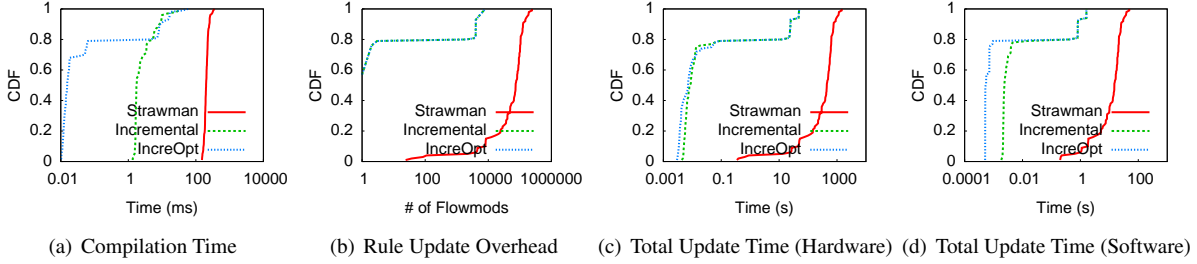 CDF
1
0.8
0.6
0.4
0.2
0
Strawman
Incremental
IncreOpt
0.01 1 100 10000
Time (ms)
(a) Compilation Time
CDF
1
0.8
0.6
0.4
0.2
0
Strawman
Incremental
IncreOpt
1 100 10000 1000000
# of Flowmods
(b) Rule Update Overhead
CDF
1
0.8
0.6
0.4
0.2
0
Strawman
Incremental
IncreOpt
0.001 0.1 10 1000
Time (s)
(c) Total Update Time (Hardware)
CDF
1
0.8
0.6
0.4
0.2
0
Strawman
Incremental
IncreOpt
0.0001 0.01 1 100
Time (s)
(d) Total Update Time (Software)